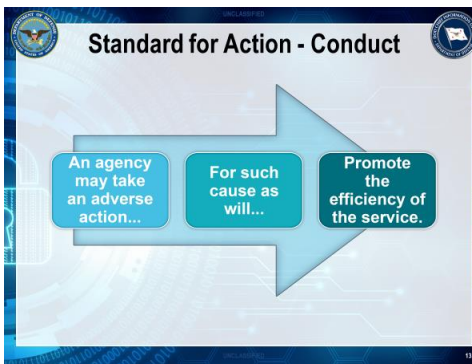 UNCLASSIFIED
Standard for Action - Conduct
An agency
may take
an adverse
action...
For such
cause as
will...
Promote
the
efficiency of
the service.
UNCLASSIFIED
13